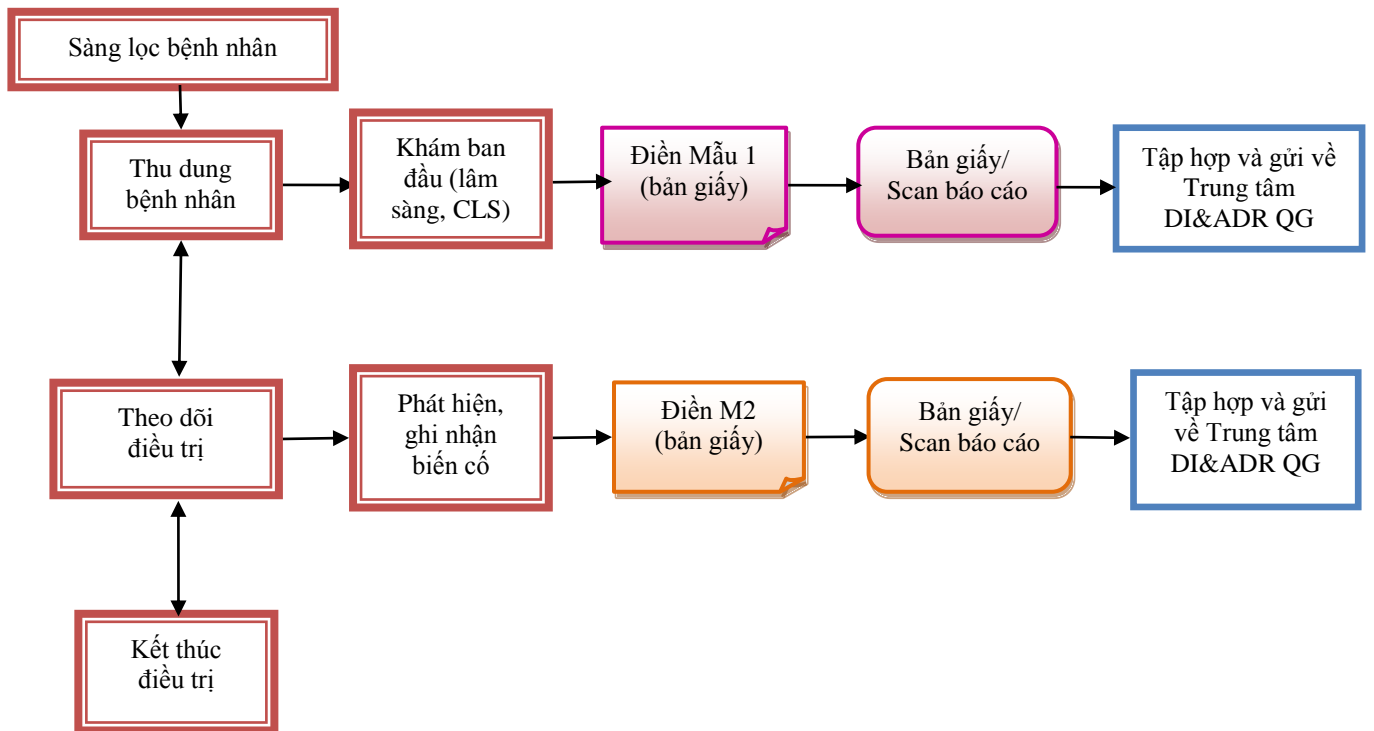 Sàng lọc bệnh nhân
Thu dung
bệnh nhân
Khám ban
đầu (lâm
sàng, CLS)
Điền Mẫu 1
(bản giấy)
Bản giấy/
Scan báo cáo
Tập hợp và gửi về
Trung tâm
DI&ADR QG
Theo dõi
điều trị
Phát hiện,
ghi nhận
biến cố
Điền M2
(bản giấy)
Bản giấy/
Scan báo cáo
Tập hợp và gửi
về Trung tâm
DI&ADR QG
Kết thúc
điều trị